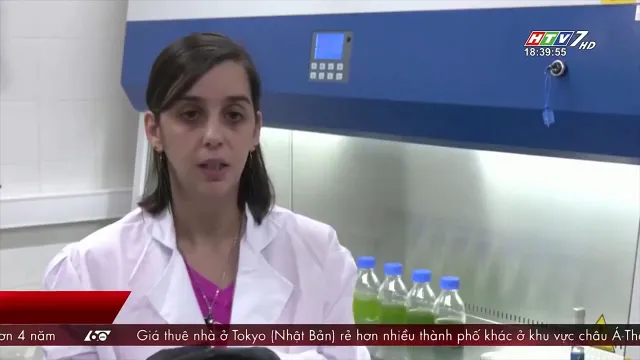 HTV7 HD
18:39:55
ơn 4 năm 60 Giá thuê nhà ở Tokyo (Nhật Bản) rẻ hơn nhiều thành phố khác ở khu vực châu Á-Th